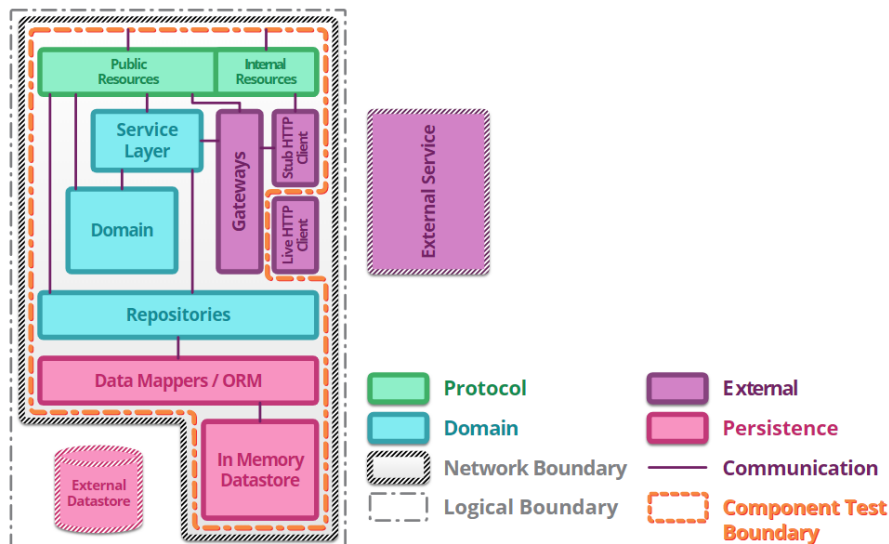 Public
Resources
Internal
Resources
Service
Layer
Gateways
Stub HTTP
Client
Domain
Live HTTP
Client
External Service
Repositories
Data Mappers / ORM
In Memory
Datastore
External
Datastore
Protocol
External
Domain
Persistence
Network Boundary
Communication
Logical Boundary
Component Test
Boundary